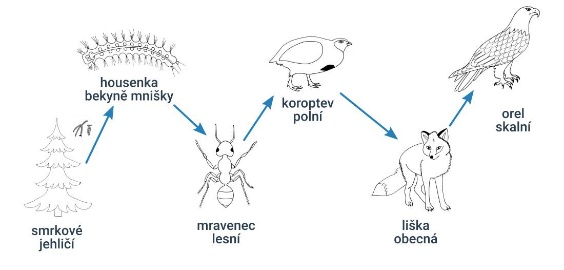 housenka
bekyně mnišky
koroptev
polní
orel
skalní
smrkové
jehličí
mravenec
lesní
liška
obecná